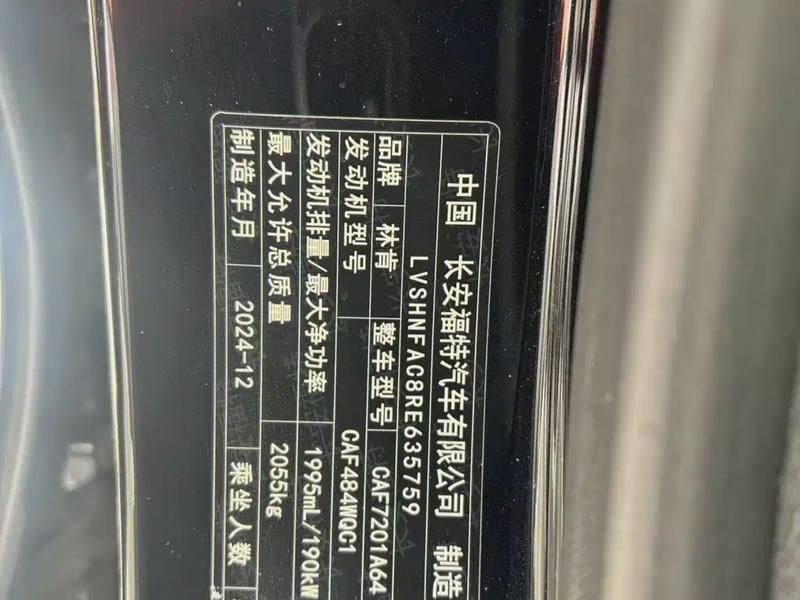 中国 长安福特汽车有限公司 制造
LVSHNFAC8RE635759
品牌 林肯 整车型号 CAF7201A64
发动机型号 CAF484WQC1
发动机排量/最大净功率 1995mL/190kW
最大允许总质量 2055kg
制造年月 2024-12 乘坐人数